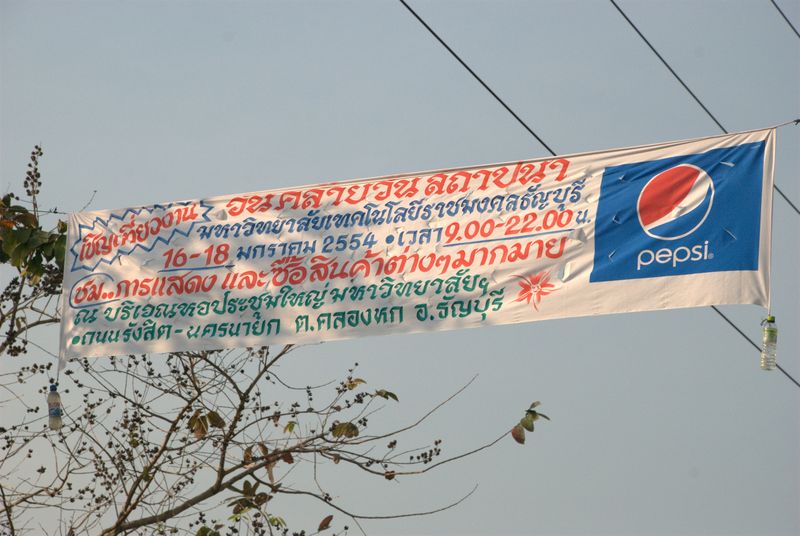 เชิญเที่ยวงาน วันคล้ายวันสถาปนา
มหาวิทยาลัยเทคโนโลยีราชมงคลธัญบุรี
16-18 มกราคม 2554 • เวลา 9.00-22.00 น.
ชม..การแสดง และซื้อสินค้าต่างๆมากมาย
ณ บริเวณหอประชุมใหญ่ มหาวิทยาลัยฯ
•ถนนรังสิต-นครนายก ต.คลองหก อ.ธัญบุรี
pepsi